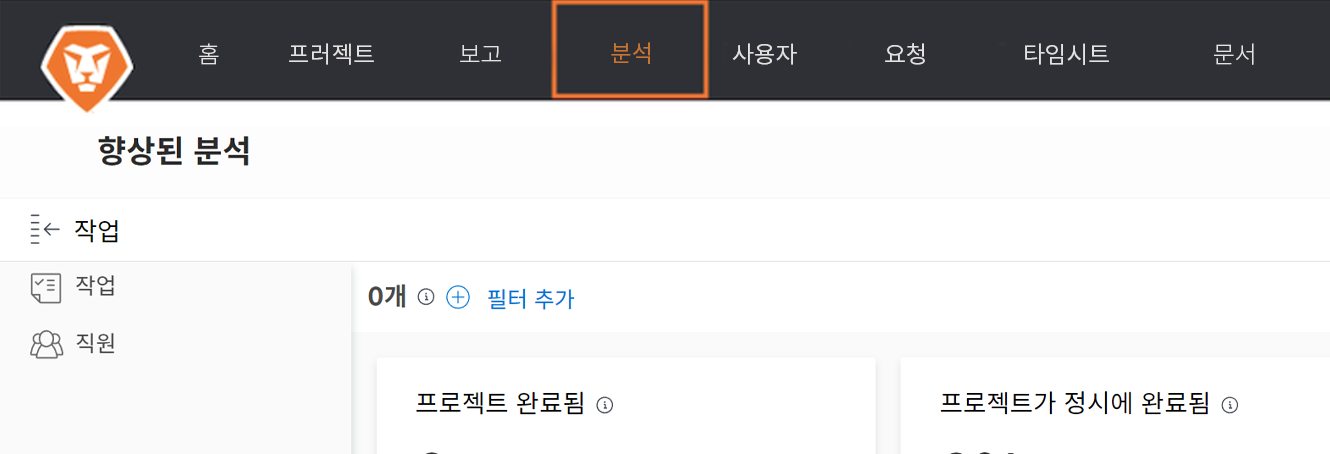 홈 프러젝트 보고 분석 사용자 요청 타임시트 문서
향상된 분석
작업
작업
직원
0개 필터 추가
프로젝트 완료됨 프로젝트가 정시에 완료됨